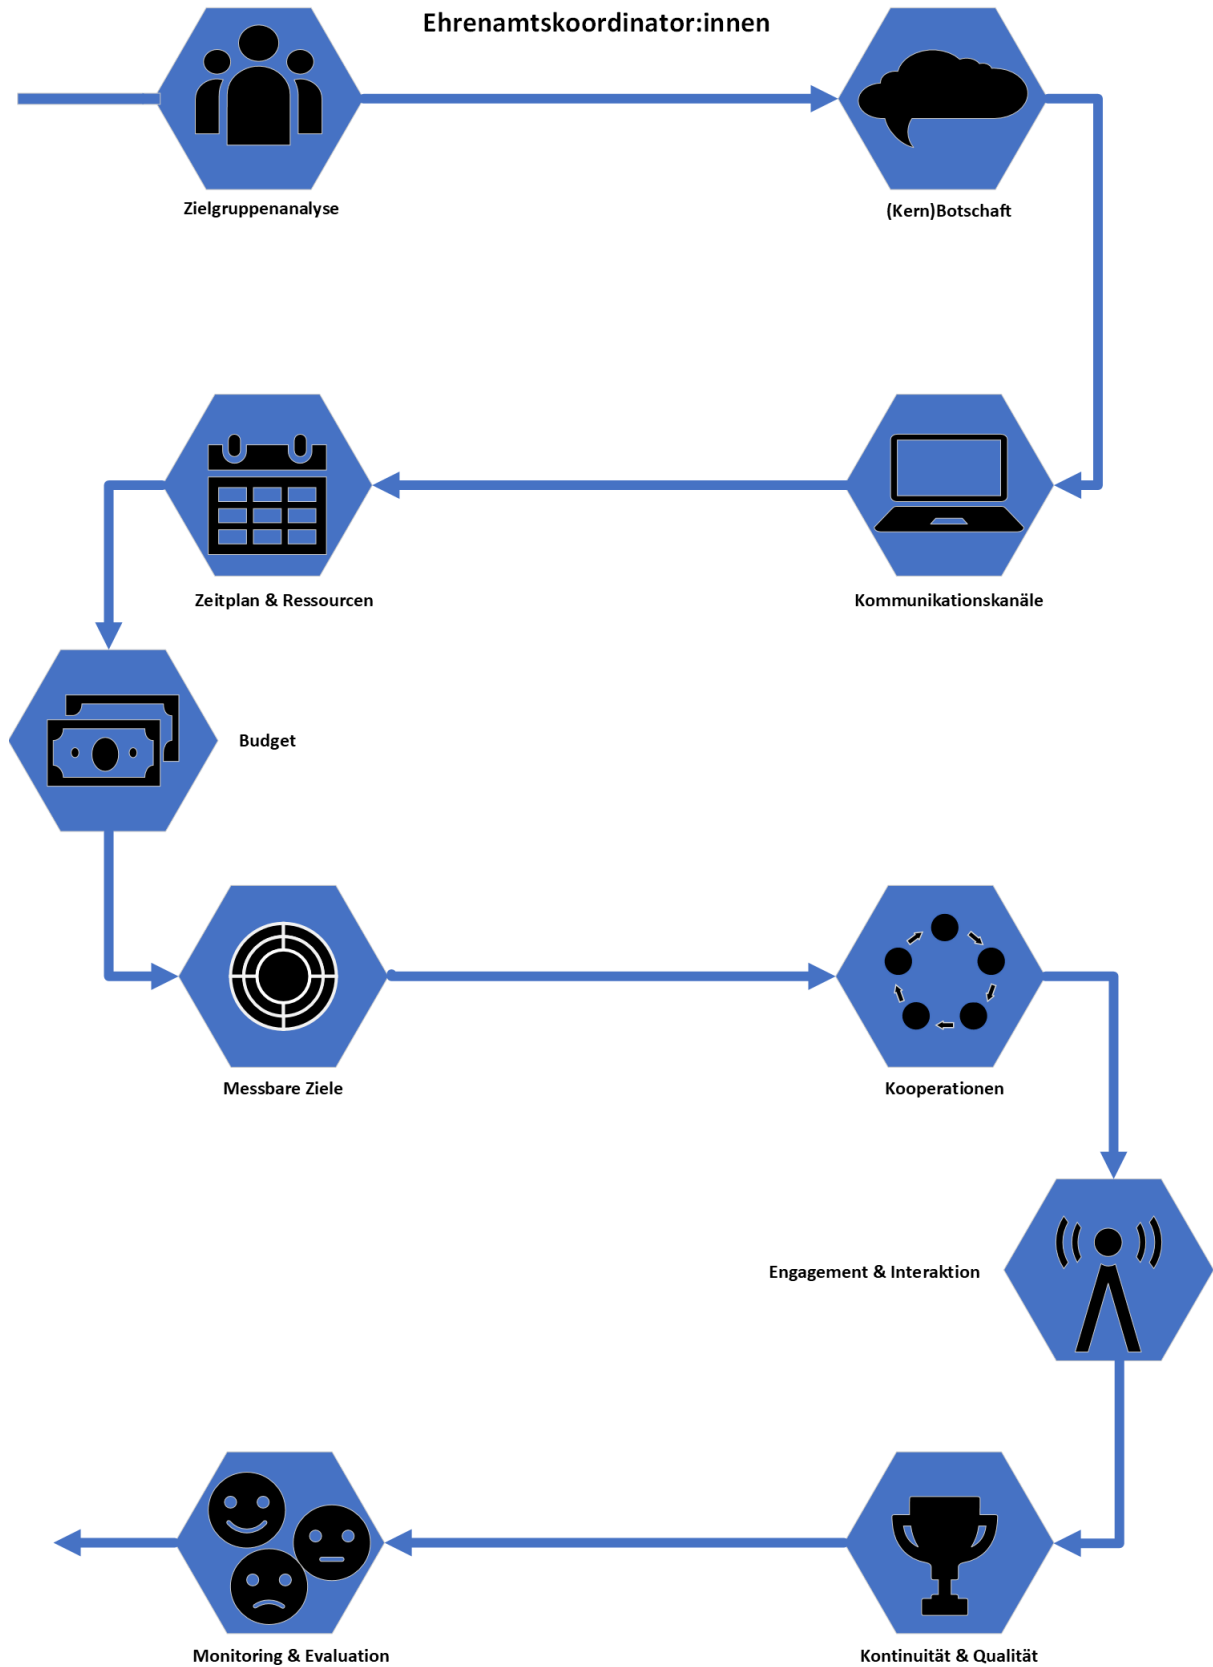 Ehrenamtskoordinator:innen
Zielgruppenanalyse
(Kern)Botschaft
Kommunikationskanäle
Zeitplan & Ressourcen
Budget
Messbare Ziele
Kooperationen
Engagement & Interaktion
Kontinuität & Qualität
Monitoring & Evaluation